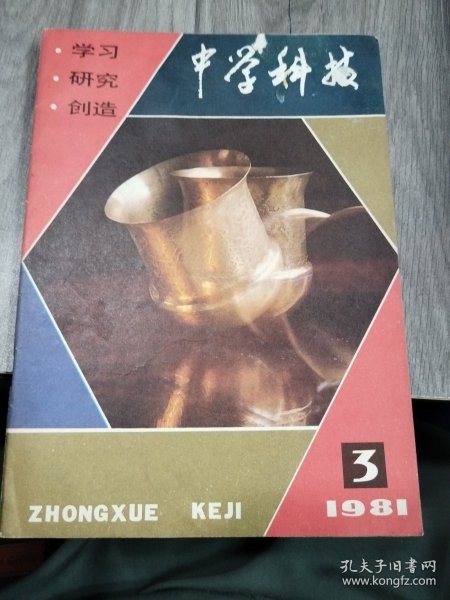 · 学习
· 研究
· 创造
中学科技
3
1981
ZHONGXUE KEJI
孔夫子旧书网
www.kongfz.com